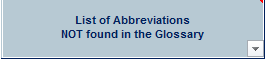 List of Abbreviations
NOT found in the Glossary